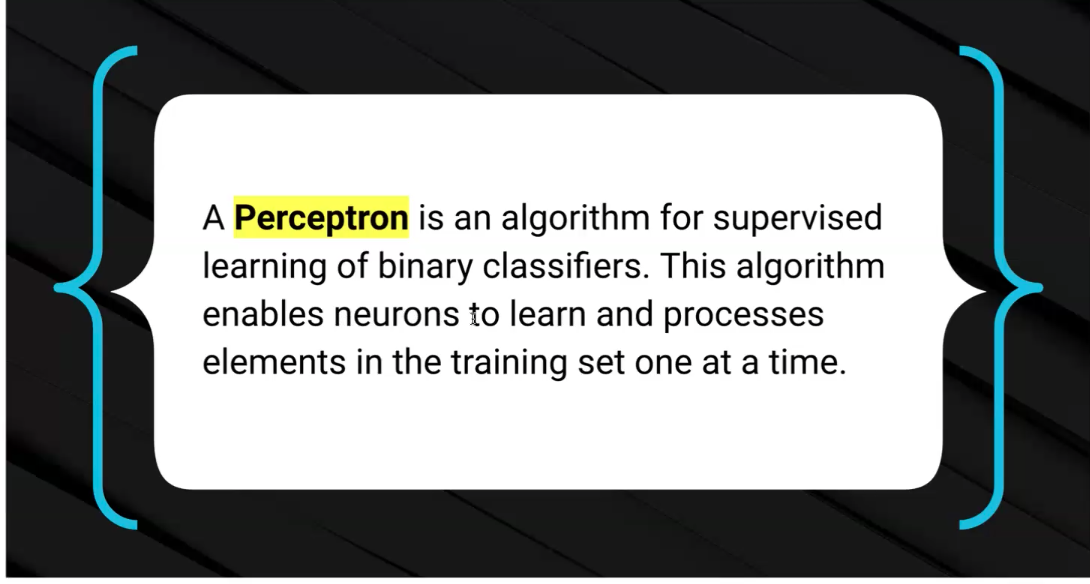 A Perceptron is an algorithm for supervised
learning of binary classifiers. This algorithm
enables neurons to learn and processes
elements in the training set one at a time.